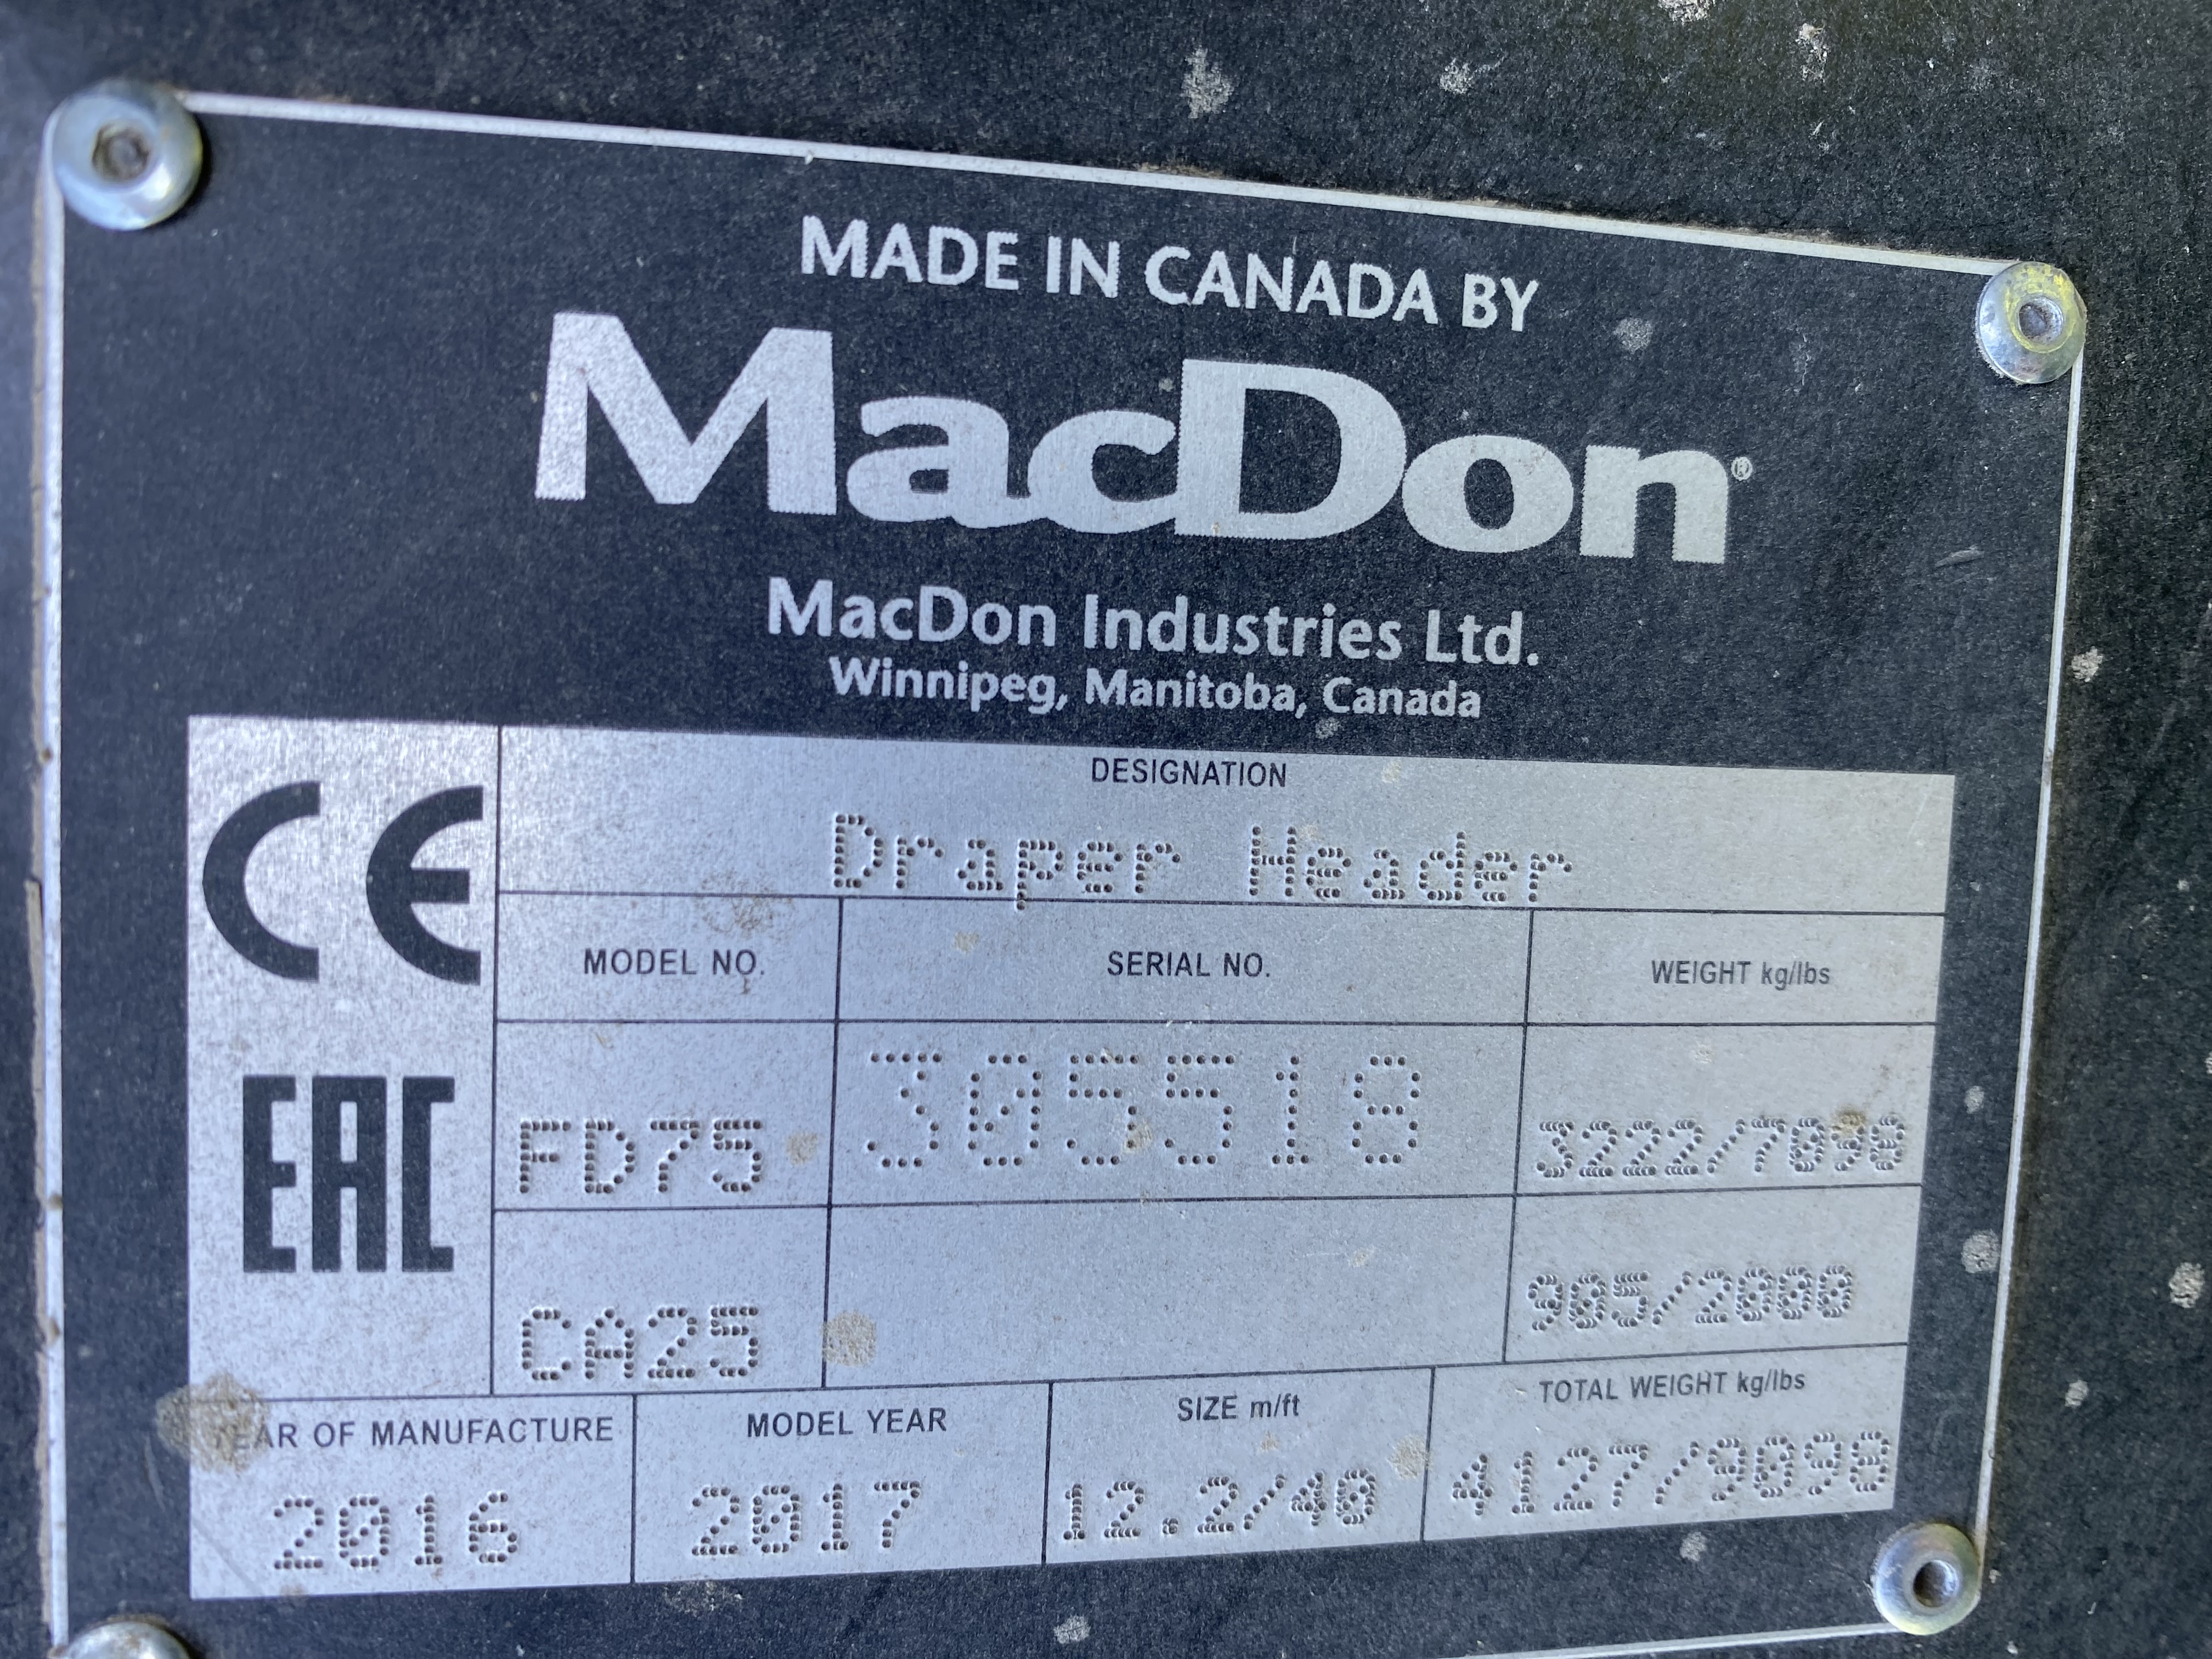 MADE IN CANADA BY
MacDon®
MacDon Industries Ltd.
Winnipeg, Manitoba, Canada
CE
EAC
DESIGNATION
Draper Header
MODEL NO. SERIAL NO. WEIGHT kg/lbs
FD75 305518 3222/7098
CA25 905/2000
YEAR OF MANUFACTURE MODEL YEAR SIZE m/ft TOTAL WEIGHT kg/lbs
2016 2017 12.2/40 4127/9098